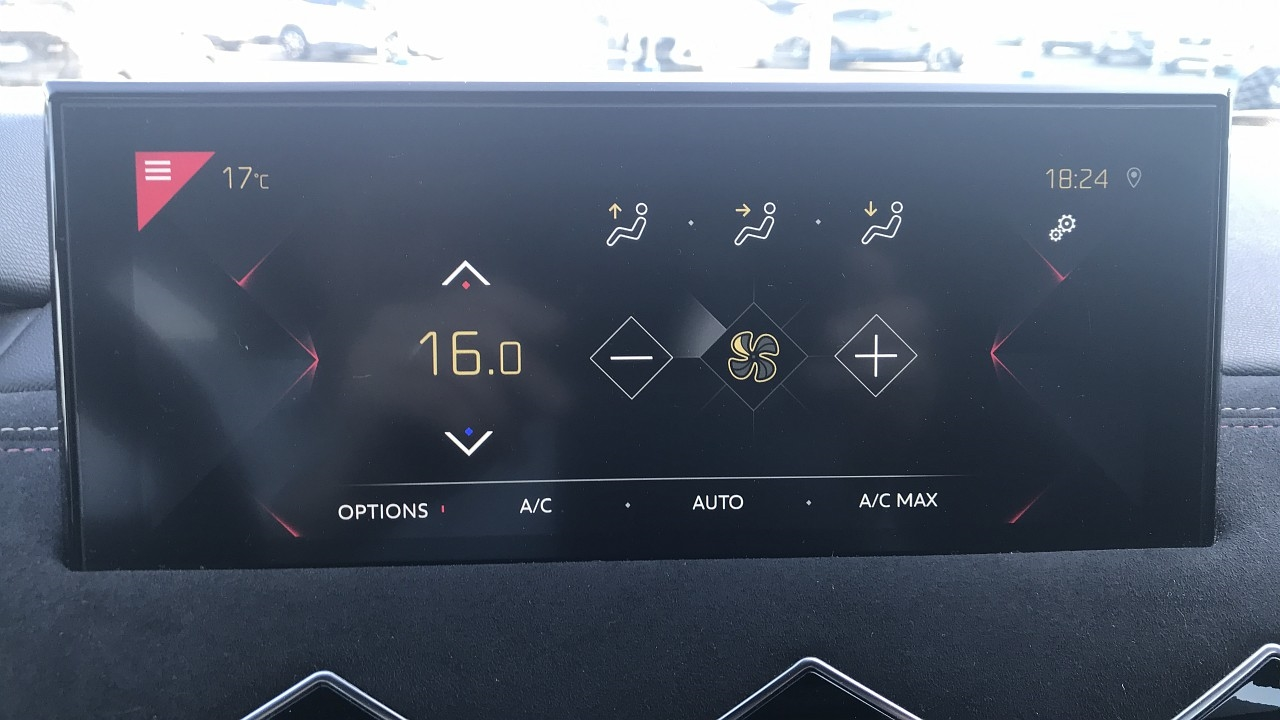 17°C
18:24
16.0
OPTIONS
A/C
AUTO
A/C MAX